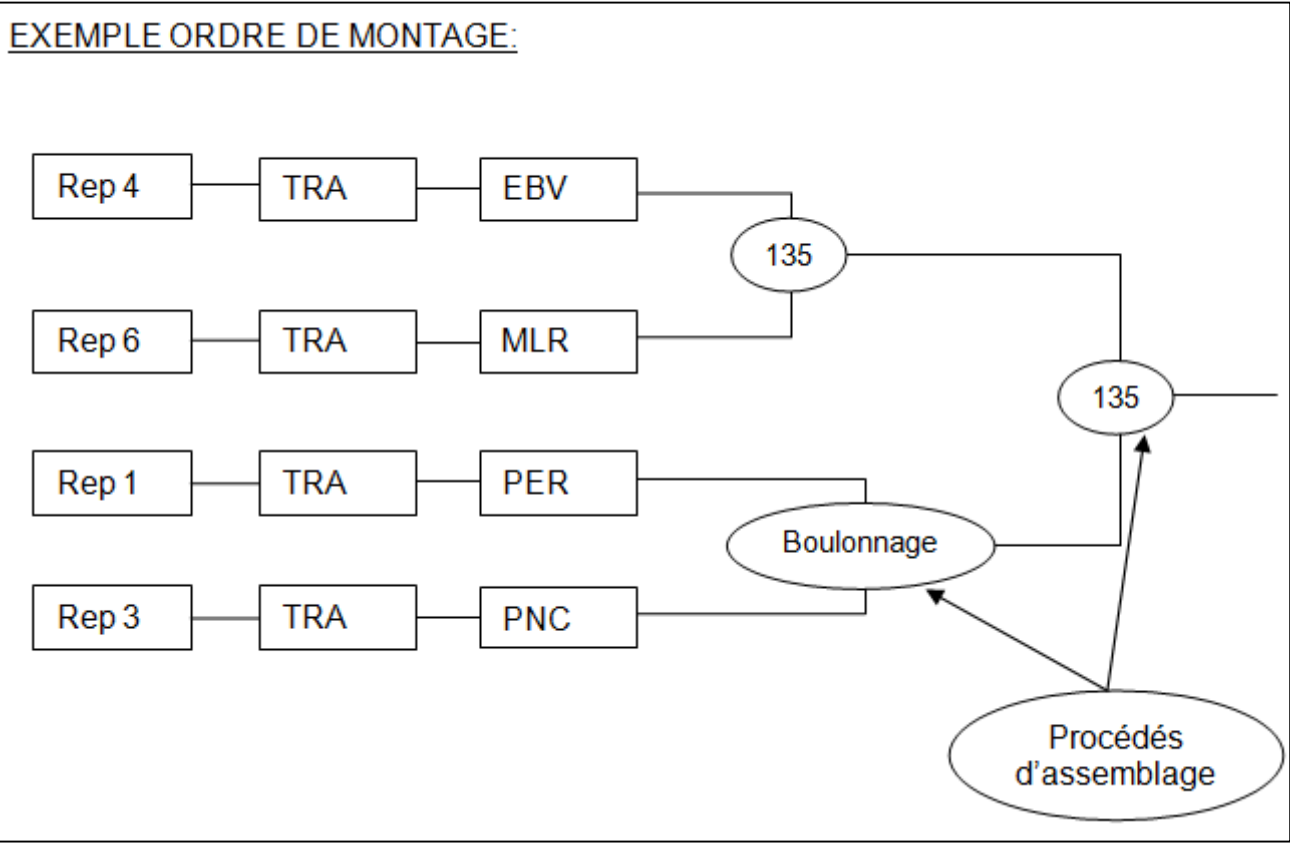 EXEMPLE ORDRE DE MONTAGE:
Rep 4
TRA
EBV
135
Rep 6
TRA
MLR
135
Rep 1
TRA
PER
Boulonnage
Rep 3
TRA
PNC
Procédés
d'assemblage